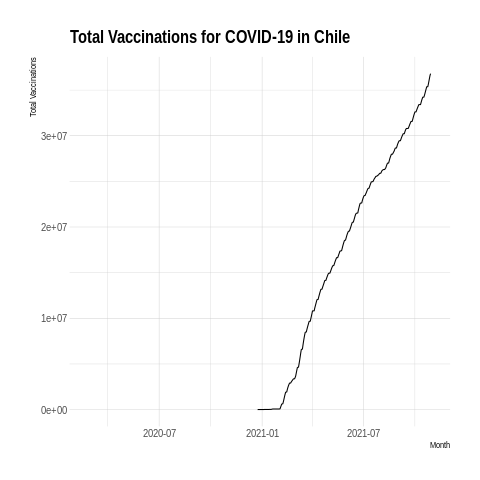 Total Vaccinations for COVID-19 in Chile
Total Vaccinations
3e+07
2e+07
1e+07
0e+00
2020-07 2021-01 2021-07
Month